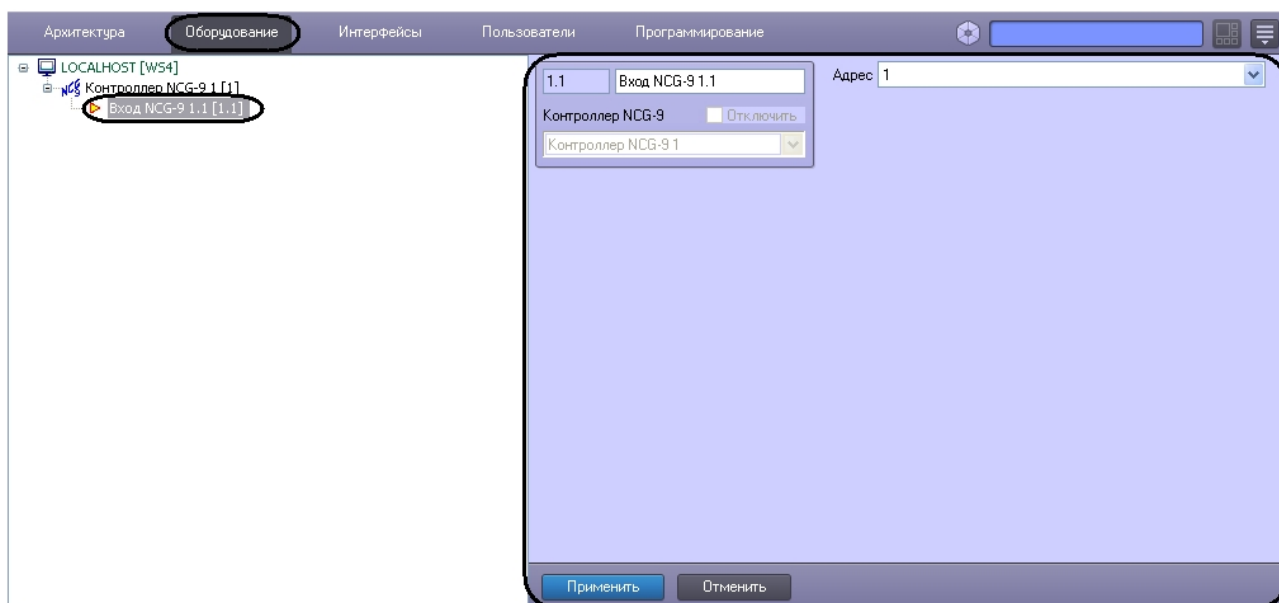 Архитектура Оборудование Интерфейсы Пользователи Программирование
LOCALHOST [WS4]
NCG Контроллер NCG-9 1 [1]
Вход NCG-9 1.1 [1.1]
1.1 Вход NCG-9 1.1
Контроллер NCG-9 Отключить
Контроллер NCG-9 1
Адрес 1
Применить Отменить